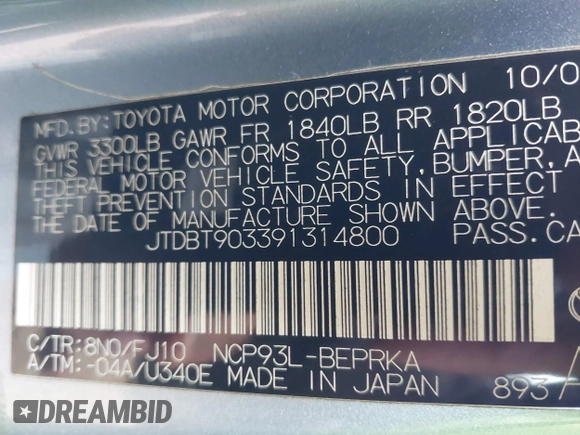 MFD.BY:TOYOTA MOTOR CORPORATION 10/0
GVWR 3300LB GAWR FR 1840LB RR 1820LB
THIS VEHICLE CONFORMS TO ALL APPLICAB
FEDERAL MOTOR VEHICLE SAFETY,BUMPER,A
THEFT PREVENTION STANDARDS IN EFFECT
THE DATE OF MANUFACTURE SHOWN ABOVE.
JTDBT903391314800 PASS.CA
C/TR:8N0/FJ10 NCP93L-BEPRKA
A/TM:-04A/U340E MADE IN JAPAN 893
DREAMBID